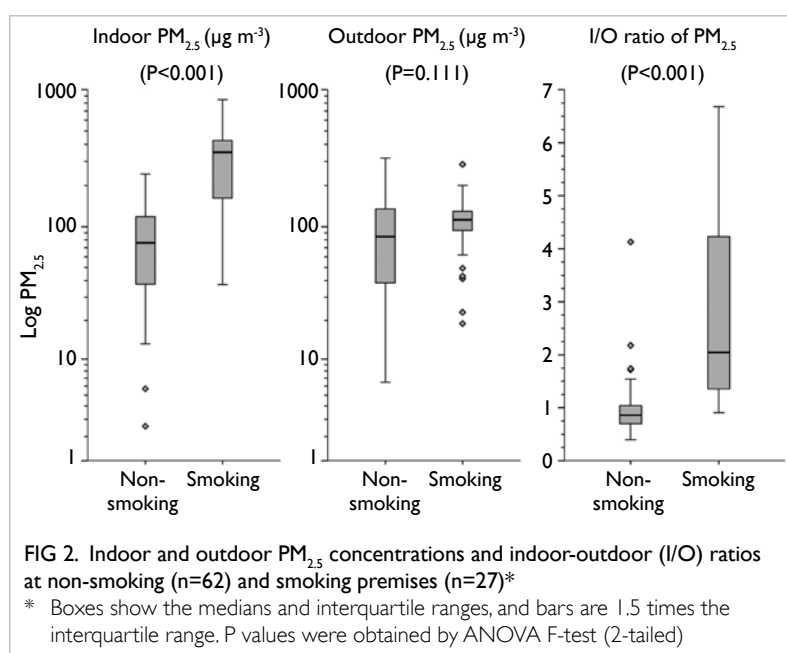 Indoor PM2.5 (µg m-3)
(P<0.001)
Outdoor PM2.5 (µg m-3)
(P=0.111)
I/O ratio of PM2.5
(P<0.001)
Log PM2.5
1000
100
10
1
Non-
smoking
Smoking
1000
100
10
1
Non-
smoking
Smoking
7
6
5
4
3
2
1
0
Non-
smoking
Smoking
FIG 2. Indoor and outdoor PM2.5 concentrations and indoor-outdoor (I/O) ratios
at non-smoking (n=62) and smoking premises (n=27)*
* Boxes show the medians and interquartile ranges, and bars are 1.5 times the
interquartile range. P values were obtained by ANOVA F-test (2-tailed)